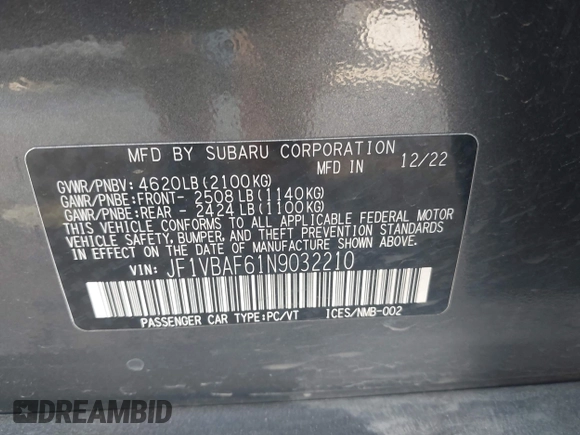 MFD BY SUBARU CORPORATION
MFD IN 12/22
GVWR/PNBV: 4620LB(2100KG)
GAWR/PNBE:FRONT- 2508LB(1140KG)
GAWR/PNBE:REAR - 2424LB(1100KG)
THIS VEHICLE CONFORMS TO ALL APPLICABLE FEDERAL MOTOR
VEHICLE SAFETY, BUMPER, AND THEFT PREVENTION STANDARDS
IN EFFECT ON THE DATE OF MANUFACTURE SHOWN ABOVE.
VIN: JF1VBAF61N9032210
PASSENGER CAR TYPE:PC/VT ICES/NMB-002
DREAMBID